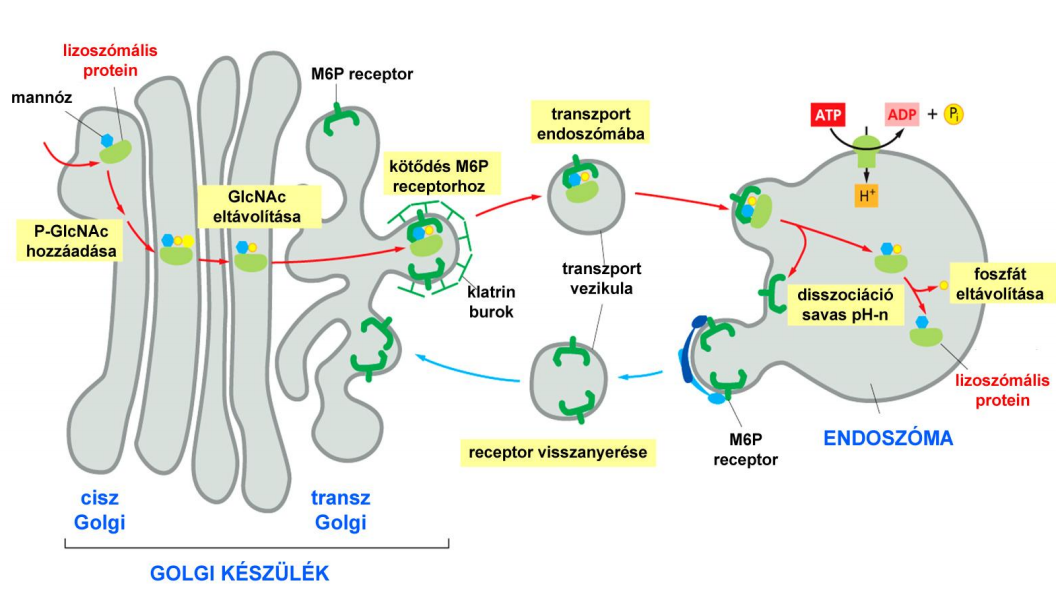 lizoszómális
protein
mannóz
P-GlcNAc
hozzáadása
GlcNAc
eltávolítása
M6P receptor
kötődés M6P
receptorhoz
klatrin
burok
transzport
endoszómába
transzport
vezikula
receptor visszanyerése
ATP
ADP + Pi
H+
disszociáció
savas pH-n
foszfát
eltávolítása
lizoszómális
protein
M6P
receptor
ENDOSZÓMA
cisz
Golgi
transz
Golgi
GOLGI KÉSZÜLÉK